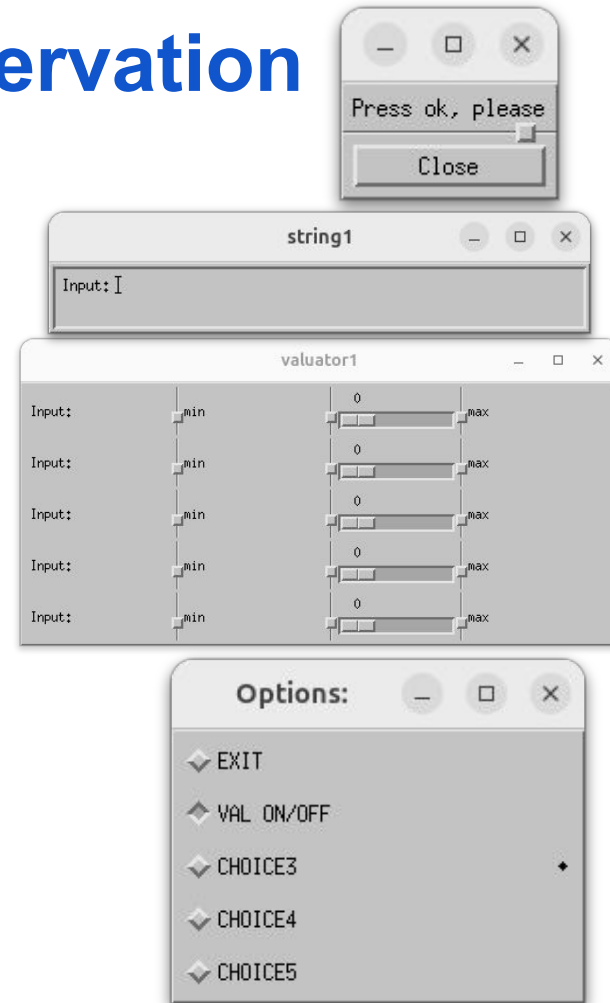 ervation
Press ok, please
Close
string1
Input:
valuator1
Input: min 0 max
Input: min 0 max
Input: min 0 max
Input: min 0 max
Input: min 0 max
Options:
EXIT
VAL ON/OFF
CHOICE3
CHOICE4
CHOICE5